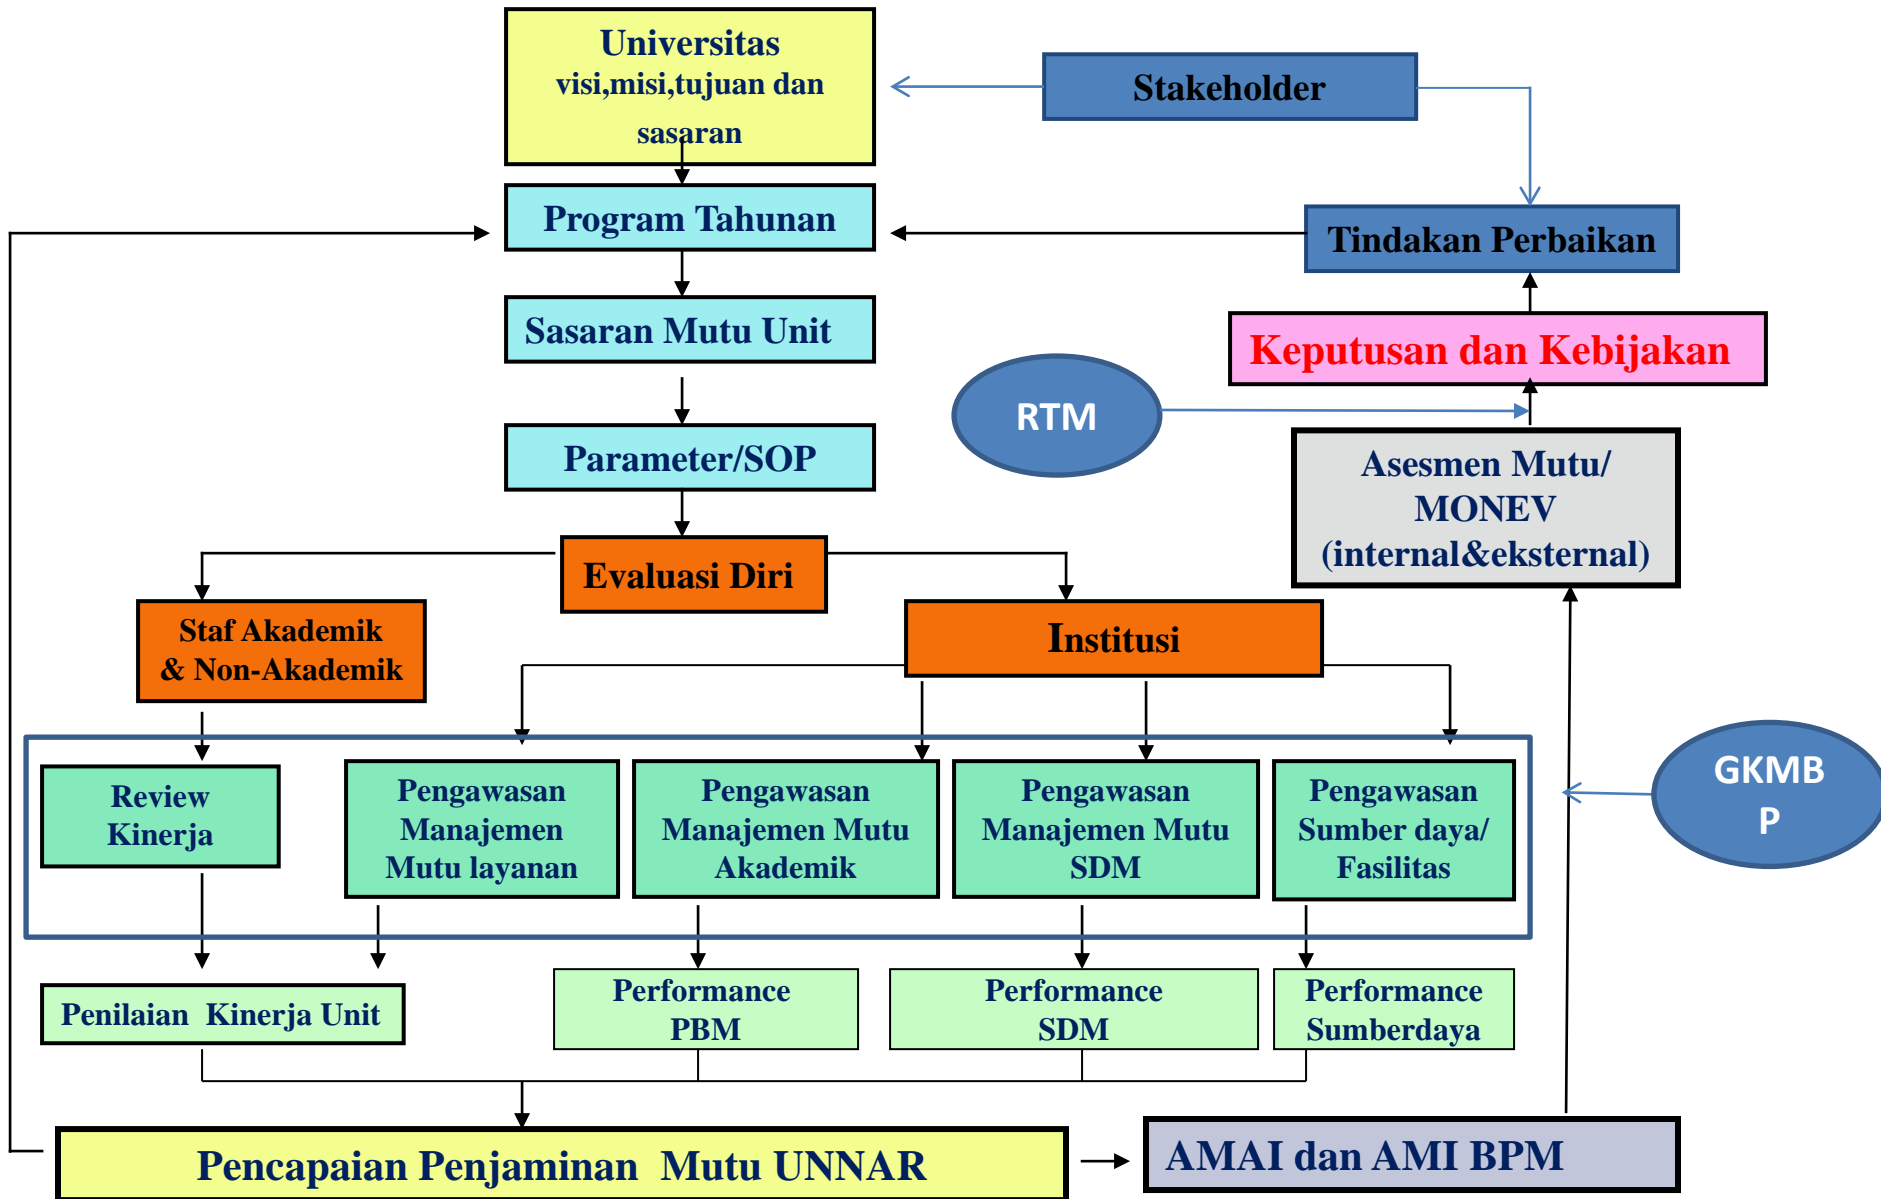 Universitas
visi,misi,tujuan dan
sasaran
Stakeholder
Program Tahunan
Tindakan Perbaikan
Sasaran Mutu Unit
Keputusan dan Kebijakan
RTM
Parameter/SOP
Asesmen Mutu/
MONEV
(internal&eksternal)
Evaluasi Diri
Staf Akademik
& Non-Akademik
Institusi
Review
Kinerja
Pengawasan
Manajemen
Mutu layanan
Pengawasan
Manajemen Mutu
Akademik
Pengawasan
Manajemen Mutu
SDM
Pengawasan
Sumber daya/
Fasilitas
GKMB
P
Penilaian  Kinerja Unit
Performance
PBM
Performance
SDM
Performance
Sumberdaya
Pencapaian Penjaminan  Mutu UNNAR
AMAI dan AMI BPM